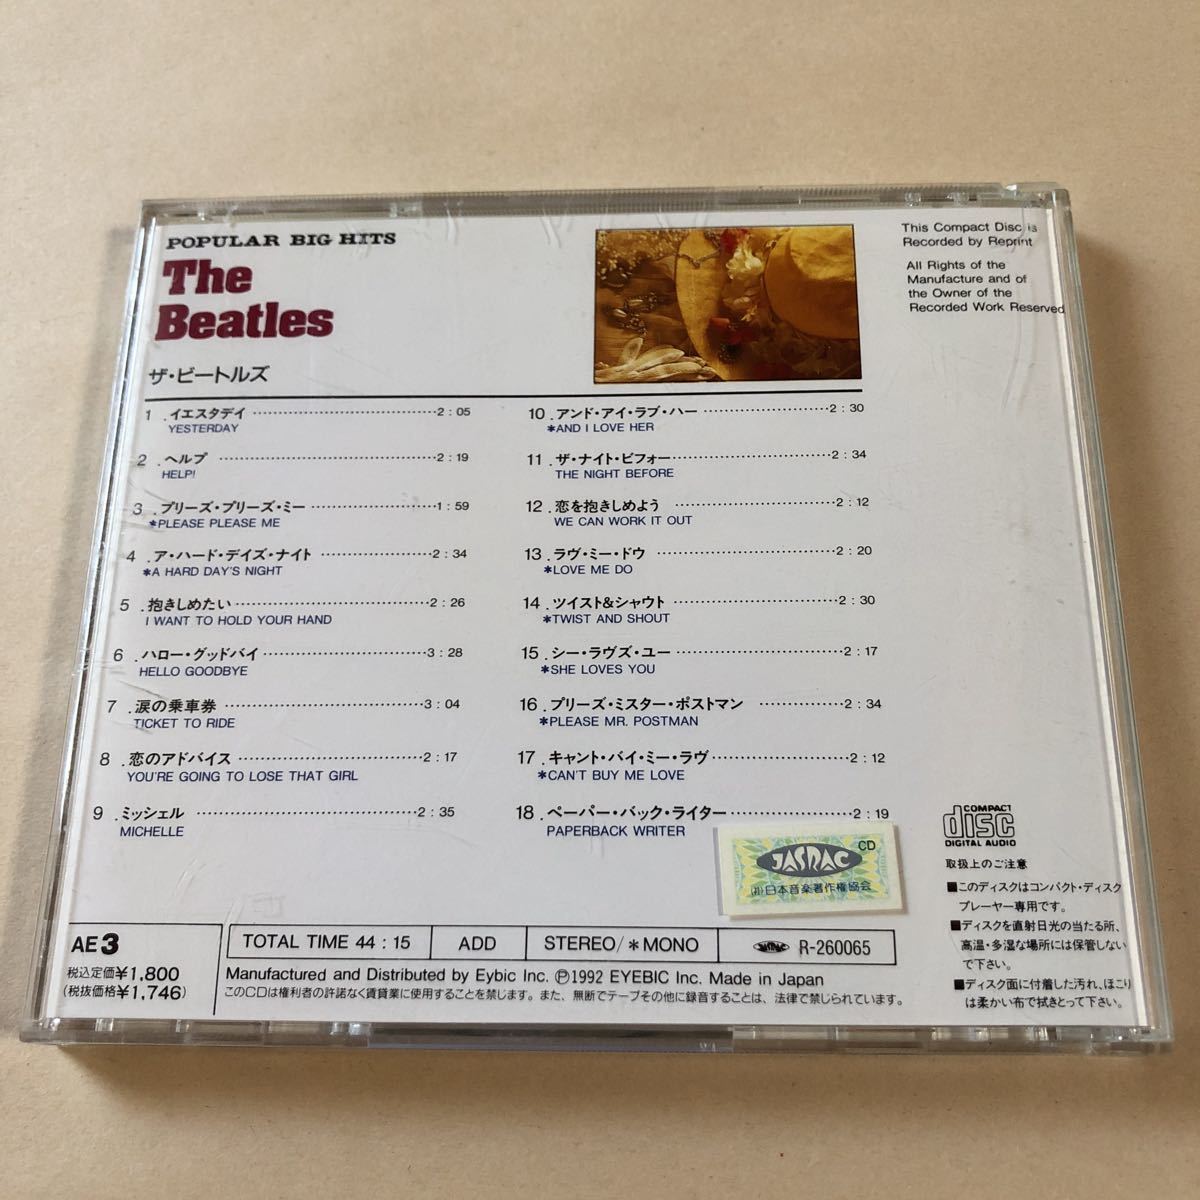 POPULAR BIG HITS
The
Beatles
ザ・ビートルズ
This Compact Disc is
Recorded by Reprint
All Rights of the
Manufacture and of
the Owner of the
Recorded Work Reserved
1 .イエスタデイ 2:05
YESTERDAY
2 .ヘルプ 2:19
HELP!
3 .プリーズ・プリーズ・ミー 1:59
*PLEASE PLEASE ME
4 .ア・ハード・デイズ・ナイト 2:34
*A HARD DAY'S NIGHT
5 .抱きしめたい 2:26
I WANT TO HOLD YOUR HAND
6 .ハロー・グッドバイ 3:28
HELLO GOODBYE
7 .涙の乗車券 3:04
TICKET TO RIDE
8 .恋のアドバイス 2:17
YOU'RE GOING TO LOSE THAT GIRL
9 .ミッシェル 2:35
MICHELLE
10 .アンド・アイ・ラブ・ハー 2:30
*AND I LOVE HER
11 .ザ・ナイト・ビフォー 2:34
THE NIGHT BEFORE
12 .恋を抱きしめよう 2:12
WE CAN WORK IT OUT
13 .ラヴ・ミー・ドウ 2:20
*LOVE ME DO
14 .ツイスト&シャウト 2:30
*TWIST AND SHOUT
15 .シー・ラヴズ・ユー 2:17
*SHE LOVES YOU
16 .プリーズ・ミスター・ポストマン 2:34
*PLEASE MR. POSTMAN
17 .キャント・バイ・ミー・ラヴ 2:12
*CAN'T BUY ME LOVE
18 .ペーパー・バック・ライター 2:19
PAPERBACK WRITER
JASRAC
CD
(社)日本音楽著作権協会
COMPACT
disc
DIGITAL AUDIO
取扱上のご注意
■このディスクはコンパクト・ディスク
プレーヤー専用です。
■ディスクを直射日光の当たる所、
高温・多湿な場所には保管しない
で下さい。
■ディスク面に付着した汚れ、ほこり
は柔かい布で拭きとって下さい。
AE3
税込定価¥1,800
(税抜価格¥1,746)
TOTAL TIME 44:15
ADD
STEREO/*MONO
JASRAC R-260065
Manufactured and Distributed by Eybic Inc. Ⓟ1992 EYEBIC Inc. Made in Japan
このCDは権利者の許諾なく賃貸業に使用することを禁じます。また、無断でテープその他に録音することは、法律で禁じられています。